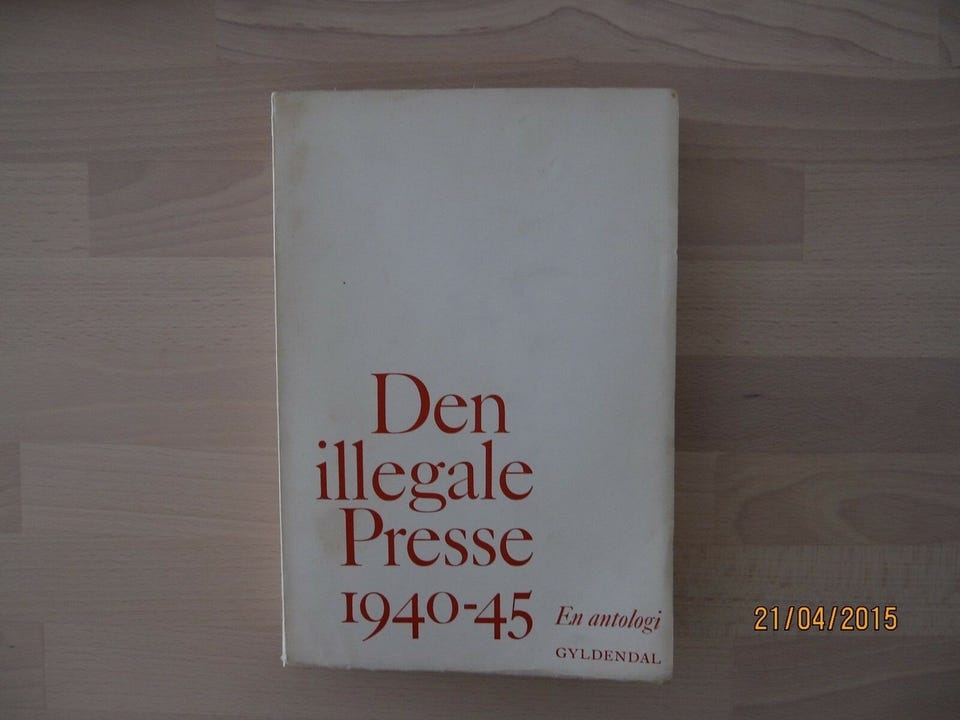 Den
illegale
Presse
1940-45
En antologi
GYLDENDAL
21/04/2015